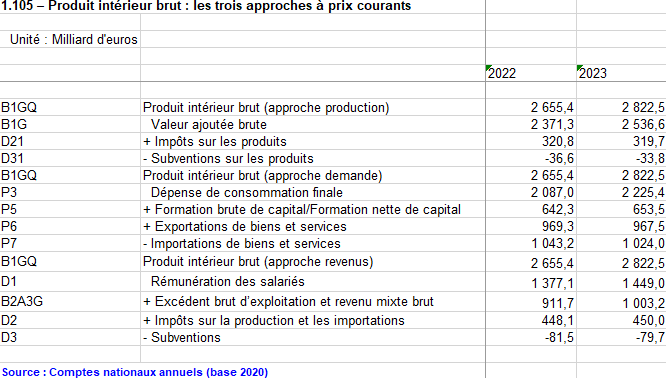 1.105 – Produit intérieur brut : les trois approches à prix courants
Unité : Milliard d'euros
2022 2023
B1GQ Produit intérieur brut (approche production) 2 655,4 2 822,5
B1G Valeur ajoutée brute 2 371,3 2 536,6
D21 + Impôts sur les produits 320,8 319,7
D31 - Subventions sur les produits -36,6 -33,8
B1GQ Produit intérieur brut (approche demande) 2 655,4 2 822,5
P3 Dépense de consommation finale 2 087,0 2 225,4
P5 + Formation brute de capital/Formation nette de capital 642,3 653,5
P6 + Exportations de biens et services 969,3 967,5
P7 - Importations de biens et services 1 043,2 1 024,0
B1GQ Produit intérieur brut (approche revenus) 2 655,4 2 822,5
D1 Rémunération des salariés 1 377,1 1 449,0
B2A3G + Excédent brut d'exploitation et revenu mixte brut 911,7 1 003,2
D2 + Impôts sur la production et les importations 448,1 450,0
D3 - Subventions -81,5 -79,7
Source : Comptes nationaux annuels (base 2020)